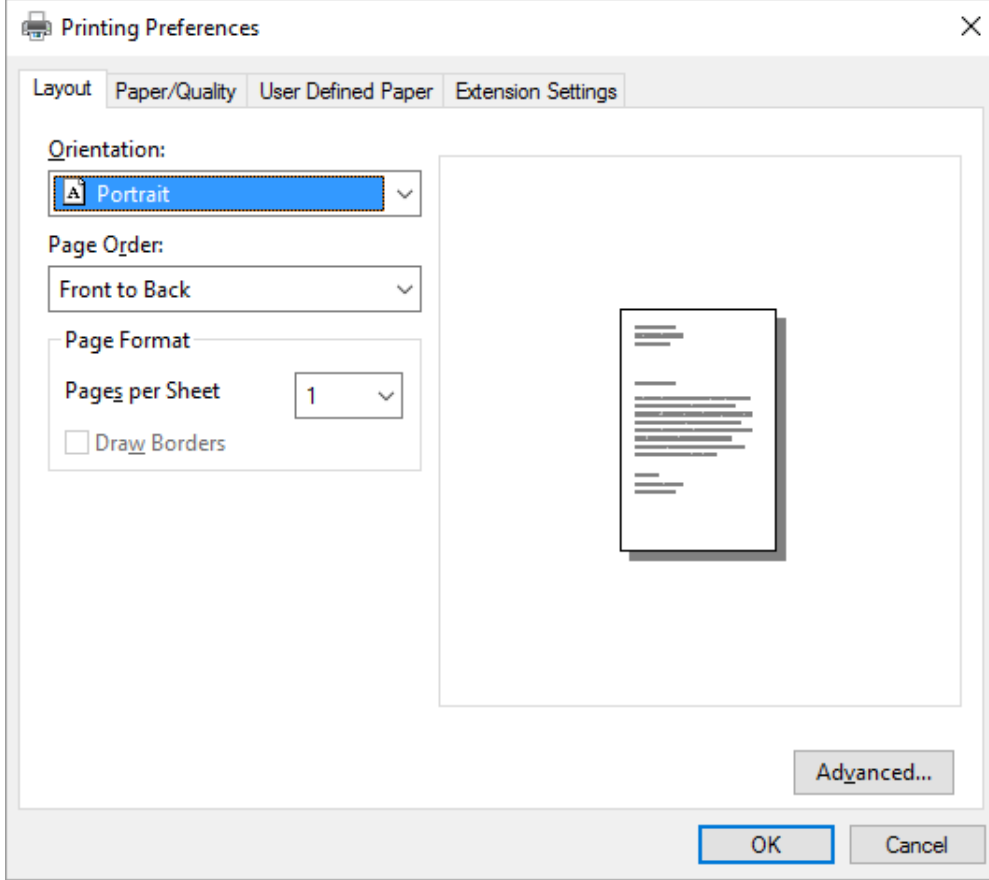 Printing Preferences
Layout Paper/Quality User Defined Paper Extension Settings
Orientation:
A Portrait
Page Order:
Front to Back
Page Format
Pages per Sheet 1
Draw Borders
Advanced...
OK Cancel